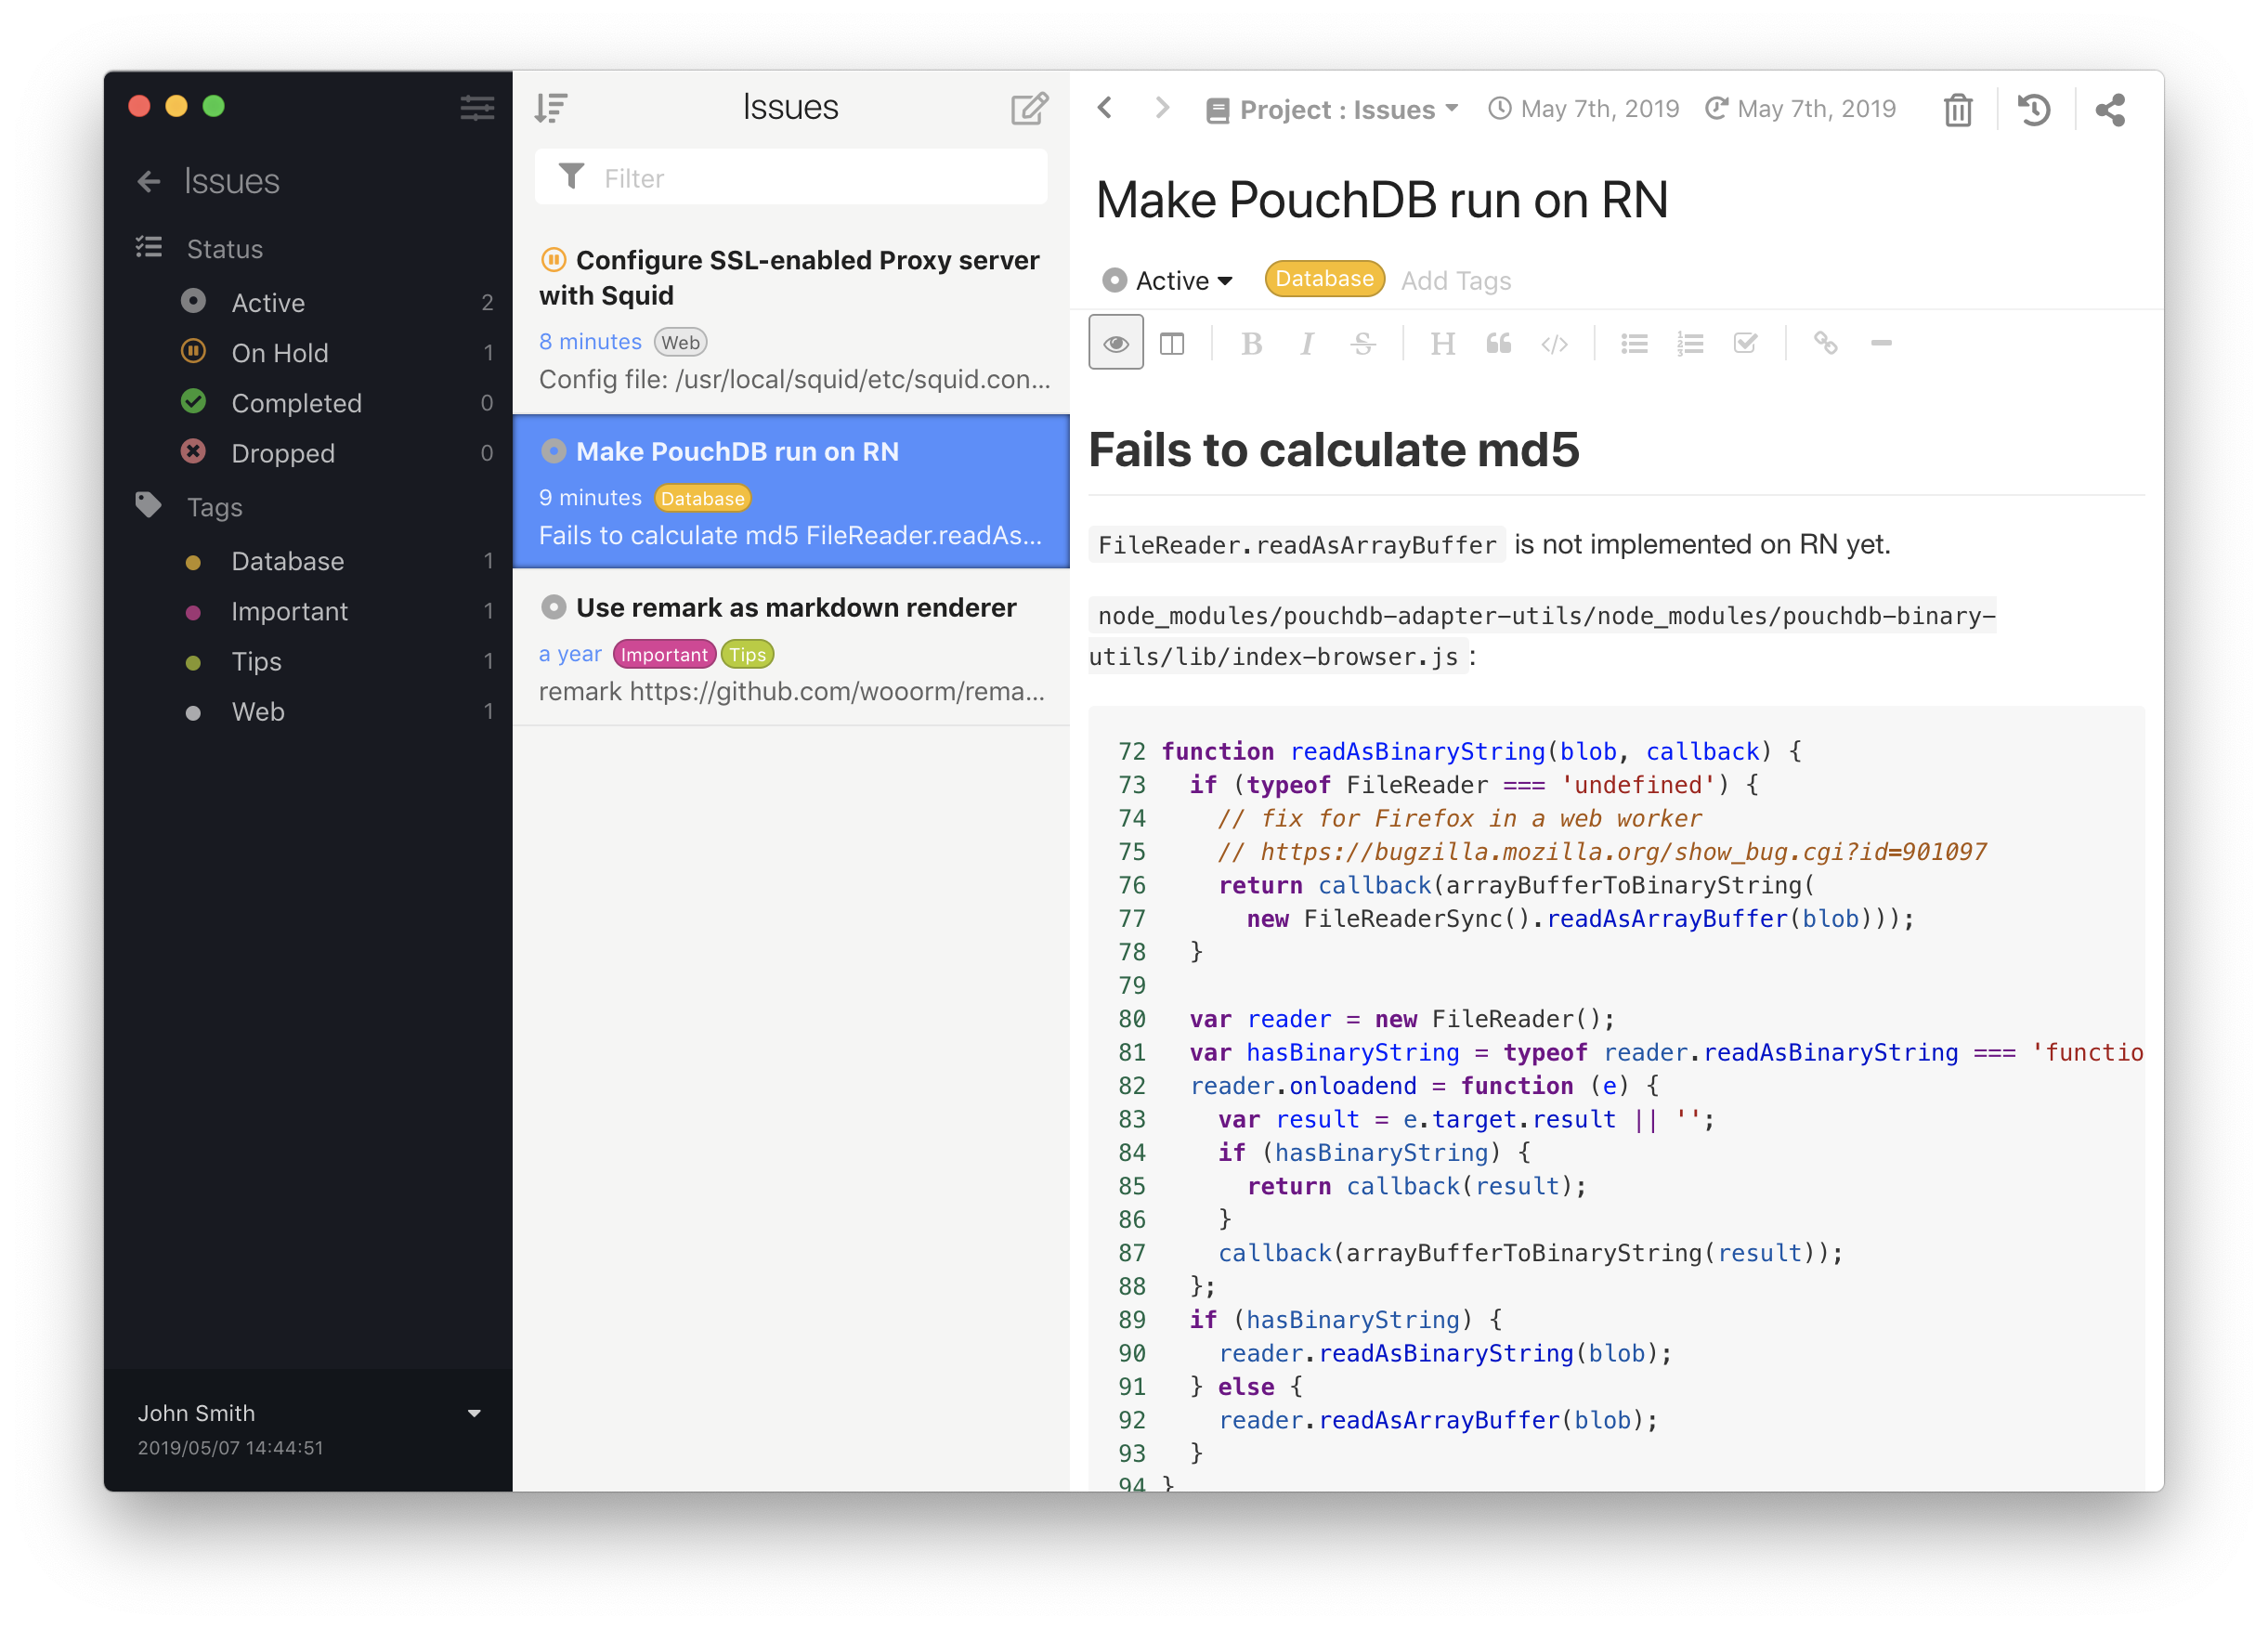 Issues
Status
Active 2
On Hold 1
Completed 0
Dropped 0
Tags
Database 1
Important 1
Tips 1
Web 1
John Smith
2019/05/07 14:44:51
Issues
Filter
Configure SSL-enabled Proxy server
with Squid
8 minutes Web
Config file: /usr/local/squid/etc/squid.con...
Make PouchDB run on RN
9 minutes Database
Fails to calculate md5 FileReader.readAs...
Use remark as markdown renderer
a year Important Tips
remark https://github.com/wooorm/rema...
Project : Issues May 7th, 2019 May 7th, 2019
Make PouchDB run on RN
Active Database Add Tags
B I S H
Fails to calculate md5
FileReader.readAsArrayBuffer is not implemented on RN yet.
node_modules/pouchdb-adapter-utils/node_modules/pouchdb-binary-
utils/lib/index-browser.js :
72 function readAsBinaryString(blob, callback) {
73   if (typeof FileReader === 'undefined') {
74     // fix for Firefox in a web worker
75     // https://bugzilla.mozilla.org/show_bug.cgi?id=901097
76     return callback(arrayBufferToBinaryString(
77       new FileReaderSync().readAsArrayBuffer(blob)));
78   }
79
80   var reader = new FileReader();
81   var hasBinaryString = typeof reader.readAsBinaryString === 'functio
82   reader.onloadend = function (e) {
83     var result = e.target.result || '';
84     if (hasBinaryString) {
85       return callback(result);
86     }
87     callback(arrayBufferToBinaryString(result));
88   };
89   if (hasBinaryString) {
90     reader.readAsBinaryString(blob);
91   } else {
92     reader.readAsArrayBuffer(blob);
93   }
94 }